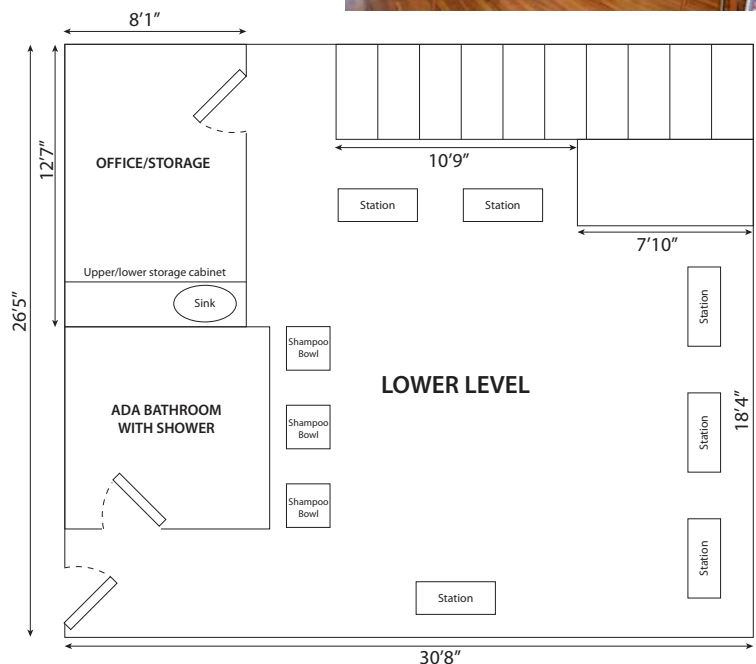 8’1”
12’7”
OFFICE/STORAGE
10’9”
Station
Station
7’10”
Upper/lower storage cabinet
Sink
26’5”
Station
Shampoo
Bowl
LOWER LEVEL
ADA BATHROOM
WITH SHOWER
Shampoo
Bowl
Station
18’4”
Shampoo
Bowl
Station
Station
30’8”